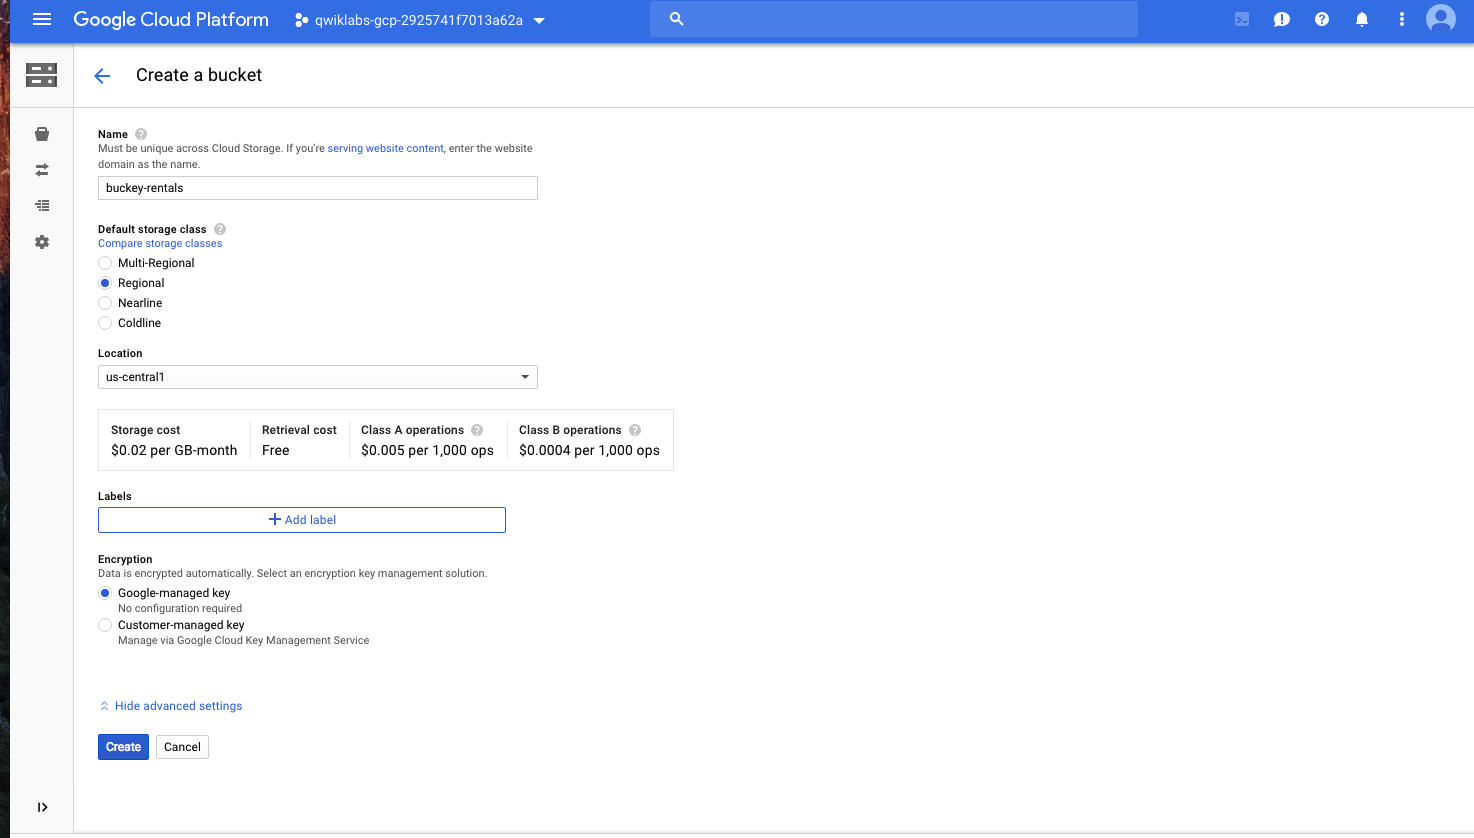 Google Cloud Platform qwiklabs-gcp-2925741f7013a62a
Create a bucket
Name
Must be unique across Cloud Storage. If you're serving website content, enter the website
domain as the name.
buckey-rentals
Default storage class
Compare storage classes
Multi-Regional
Regional
Nearline
Coldline
Location
us-central1
Storage cost Retrieval cost Class A operations Class B operations
$0.02 per GB-month Free $0.005 per 1,000 ops $0.0004 per 1,000 ops
Labels
+ Add label
Encryption
Data is encrypted automatically. Select an encryption key management solution.
Google-managed key
No configuration required
Customer-managed key
Manage via Google Cloud Key Management Service
Hide advanced settings
Create Cancel